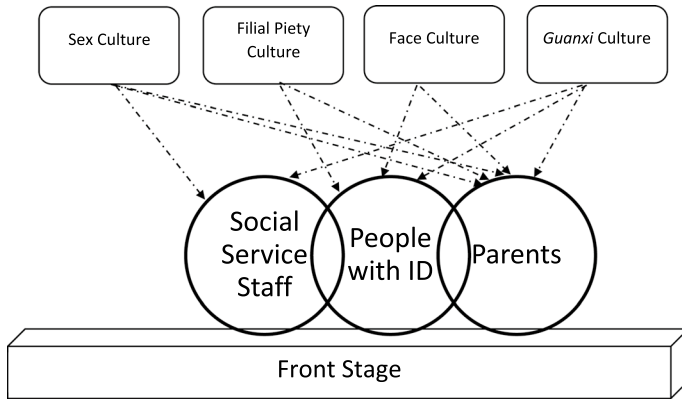 Sex Culture
Filial Piety
Culture
Face Culture
Guanxi Culture
Social
Service
Staff
People
with ID
Parents
Front Stage